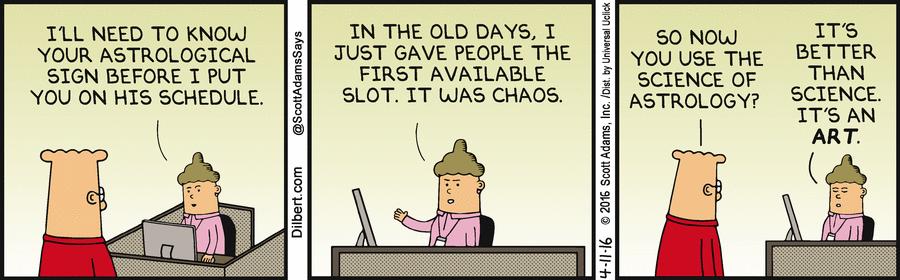 I'LL NEED TO KNOW
YOUR ASTROLOGICAL
SIGN BEFORE I PUT
YOU ON HIS SCHEDULE.
Dilbert.com @ScottAdamsSays
IN THE OLD DAYS, I
JUST GAVE PEOPLE THE
FIRST AVAILABLE
SLOT. IT WAS CHAOS.
4-11-16 © 2016 Scott Adams, Inc. /Dist. by Universal Uclick
SO NOW
YOU USE THE
SCIENCE OF
ASTROLOGY?
IT'S
BETTER
THAN
SCIENCE.
IT'S AN
ART.